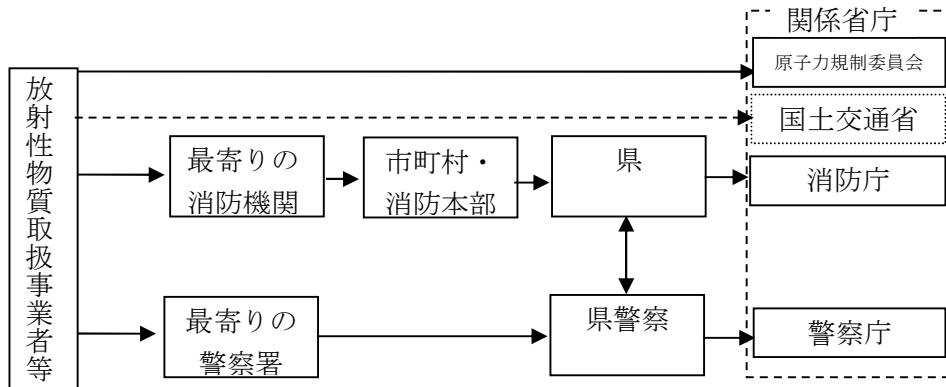 関係省庁
原子力規制委員会
放射性物質取扱事業者等
国土交通省
最寄りの
消防機関
市町村・
消防本部
県
消防庁
最寄りの
警察署
県警察
警察庁